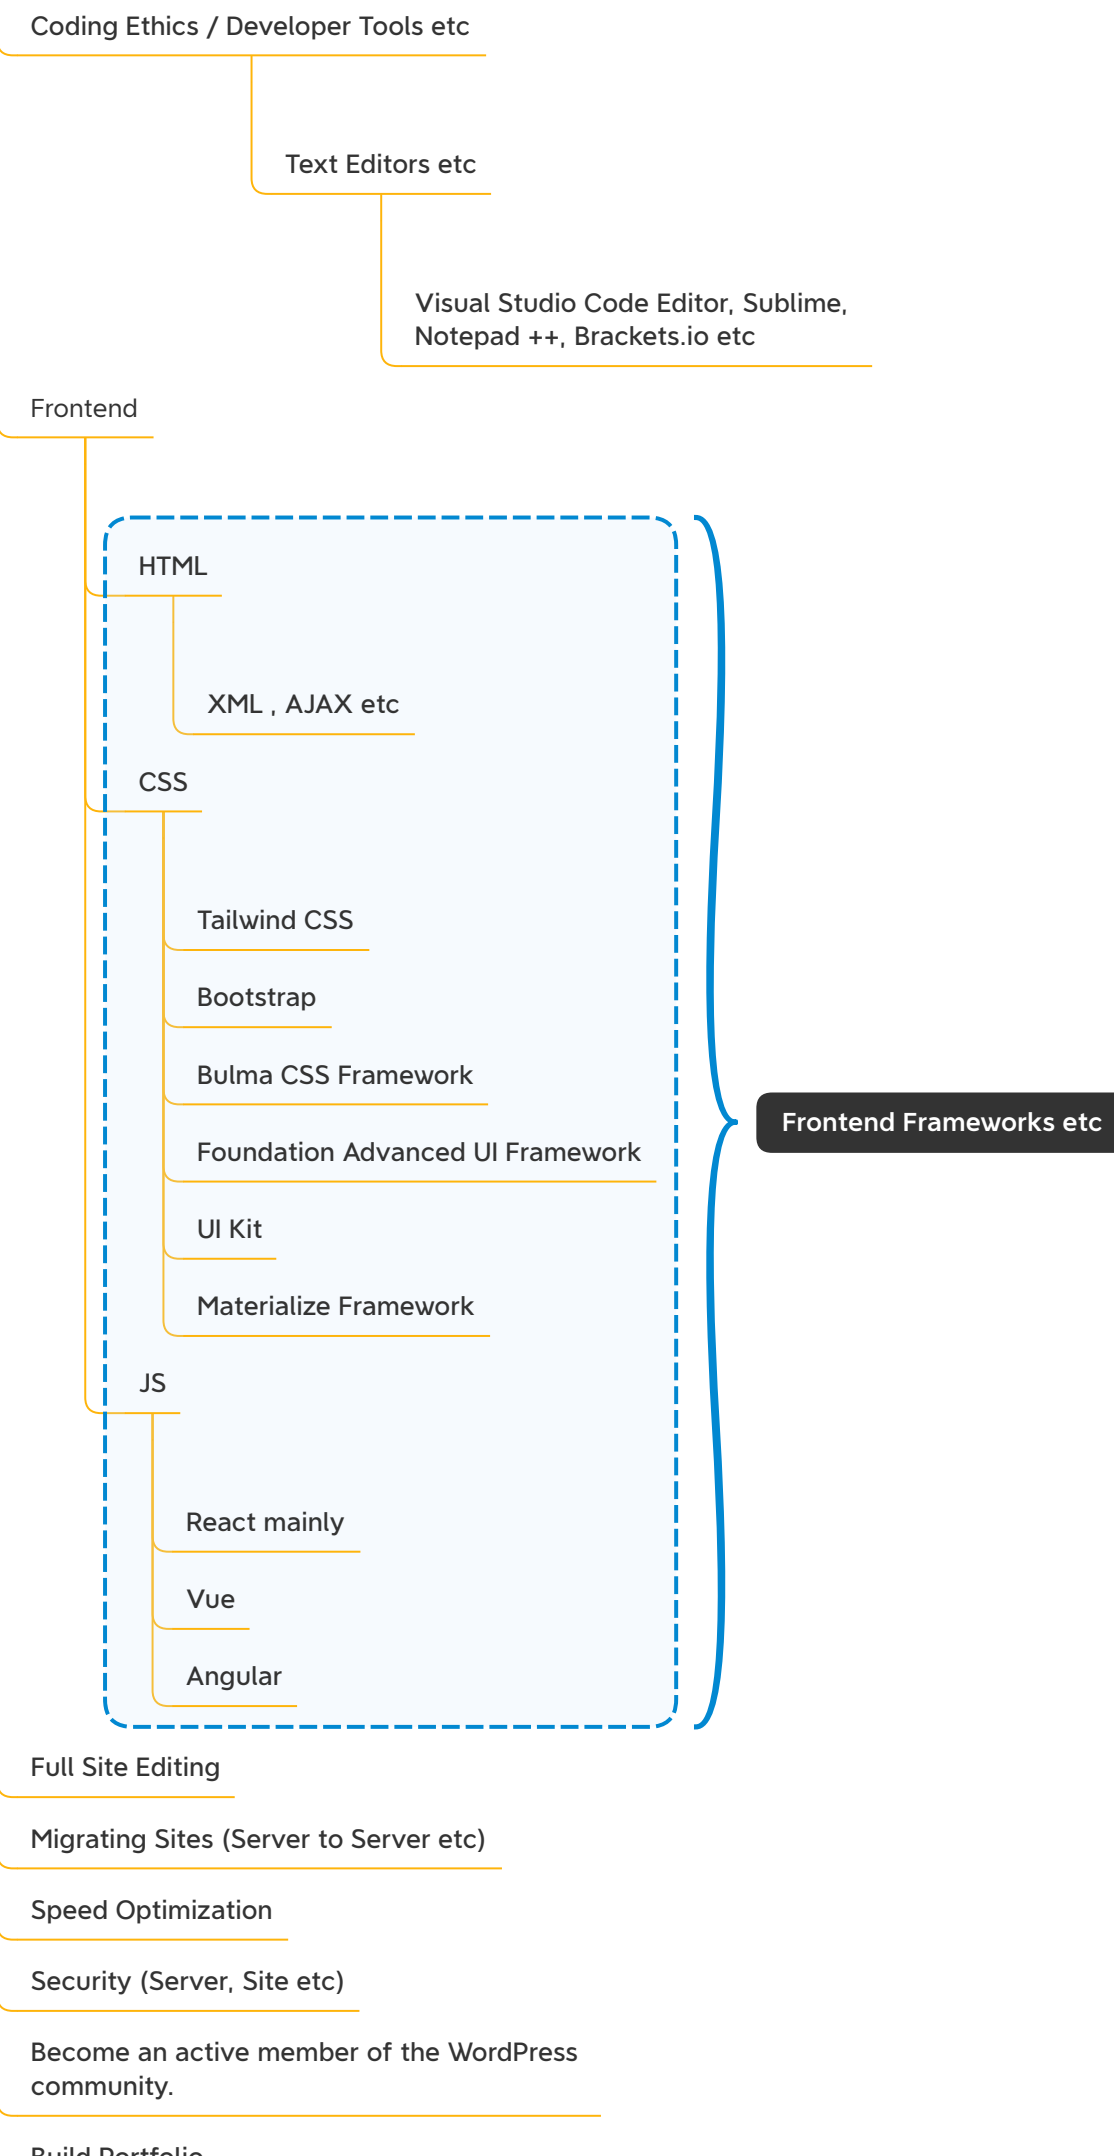 Coding Ethics / Developer Tools etc
Text Editors etc
Visual Studio Code Editor, Sublime,
Notepad ++, Brackets.io etc
Frontend
HTML
XML , AJAX etc
CSS
Tailwind CSS
Bootstrap
Bulma CSS Framework
Foundation Advanced UI Framework
UI Kit
Materialize Framework
Frontend Frameworks etc
JS
React mainly
Vue
Angular
Full Site Editing
Migrating Sites (Server to Server etc)
Speed Optimization
Security (Server, Site etc)
Become an active member of the WordPress
community.
Build Portfolio